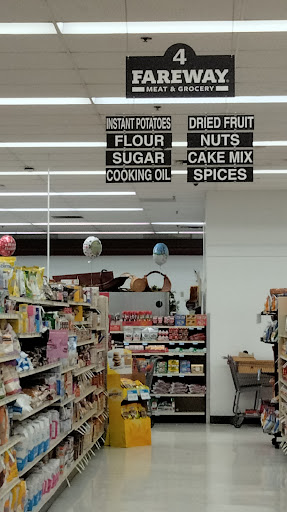 4
FAREWAY
MEAT & GROCERY
INSTANT POTATOES
FLOUR
SUGAR
COOKING OIL
DRIED FRUIT
NUTS
CAKE MIX
SPICES